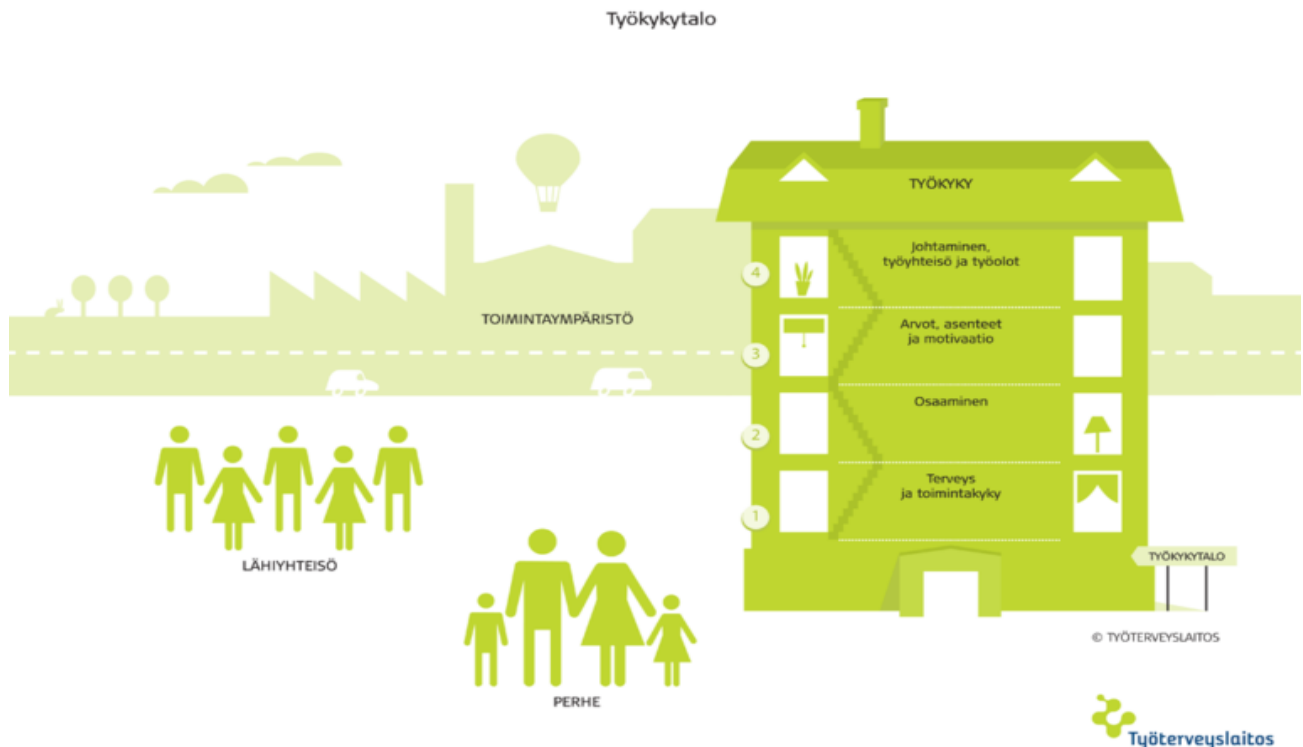 Työkykytalo
TYÖKYKY
4
Johtaminen,
työyhteisö ja työolot
TOIMINTAYMPÄRISTÖ
3
Arvot, asenteet
ja motivaatio
2
Osaaminen
1
Terveys
ja toimintakyky
LÄHIYHTEISÖ
TYÖKYKYTALO
PERHE
© TYÖTERVEYSLAITOS
Työterveyslaitos